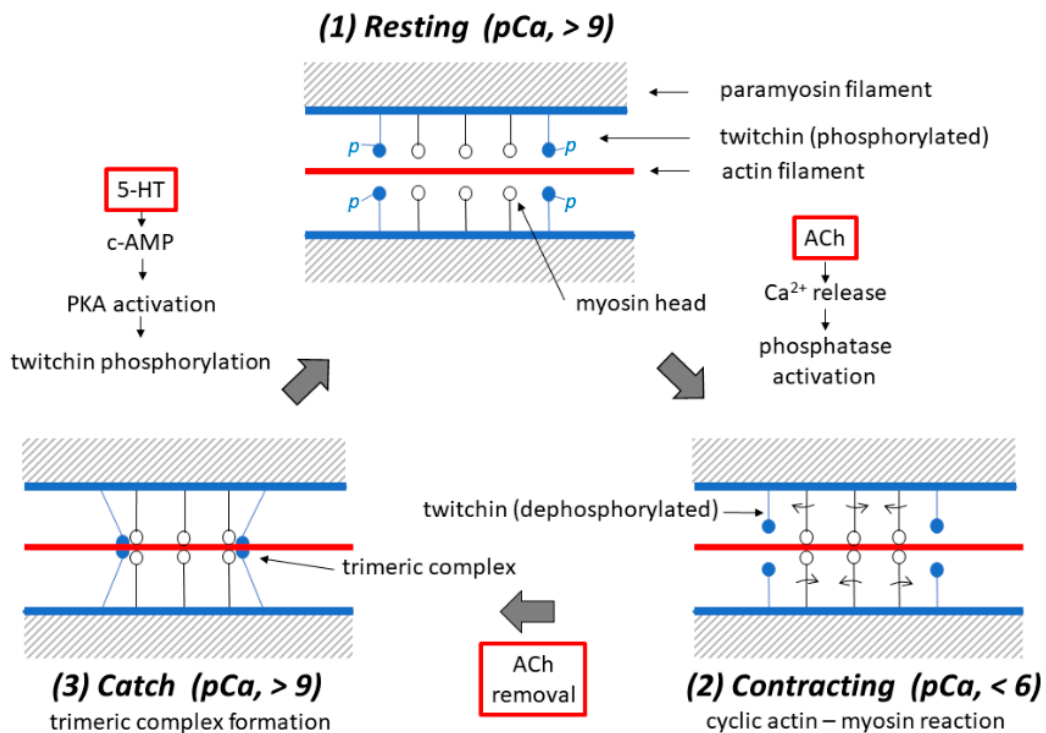 (1) Resting (pCa, > 9)
paramyosin filament
twitchin (phosphorylated)
actin filament
p
p
p
p
myosin head
5-HT
c-AMP
PKA activation
twitchin phosphorylation
ACh
Ca²⁺ release
phosphatase
activation
twitchin (dephosphorylated)
trimeric complex
ACh
removal
(3) Catch (pCa, > 9)
trimeric complex formation
(2) Contracting (pCa, < 6)
cyclic actin – myosin reaction